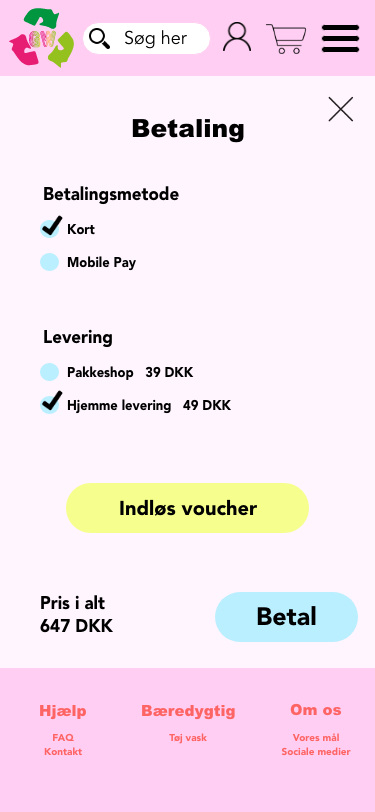 Søg her
Betaling
Betalingsmetode
Kort
Mobile Pay
Levering
Pakkeshop 39 DKK
Hjemme levering 49 DKK
Indløs voucher
Pris i alt
647 DKK
Betal
Hjælp
FAQ
Kontakt
Bæredygtig
Tøj vask
Om os
Vores mål
Sociale medier